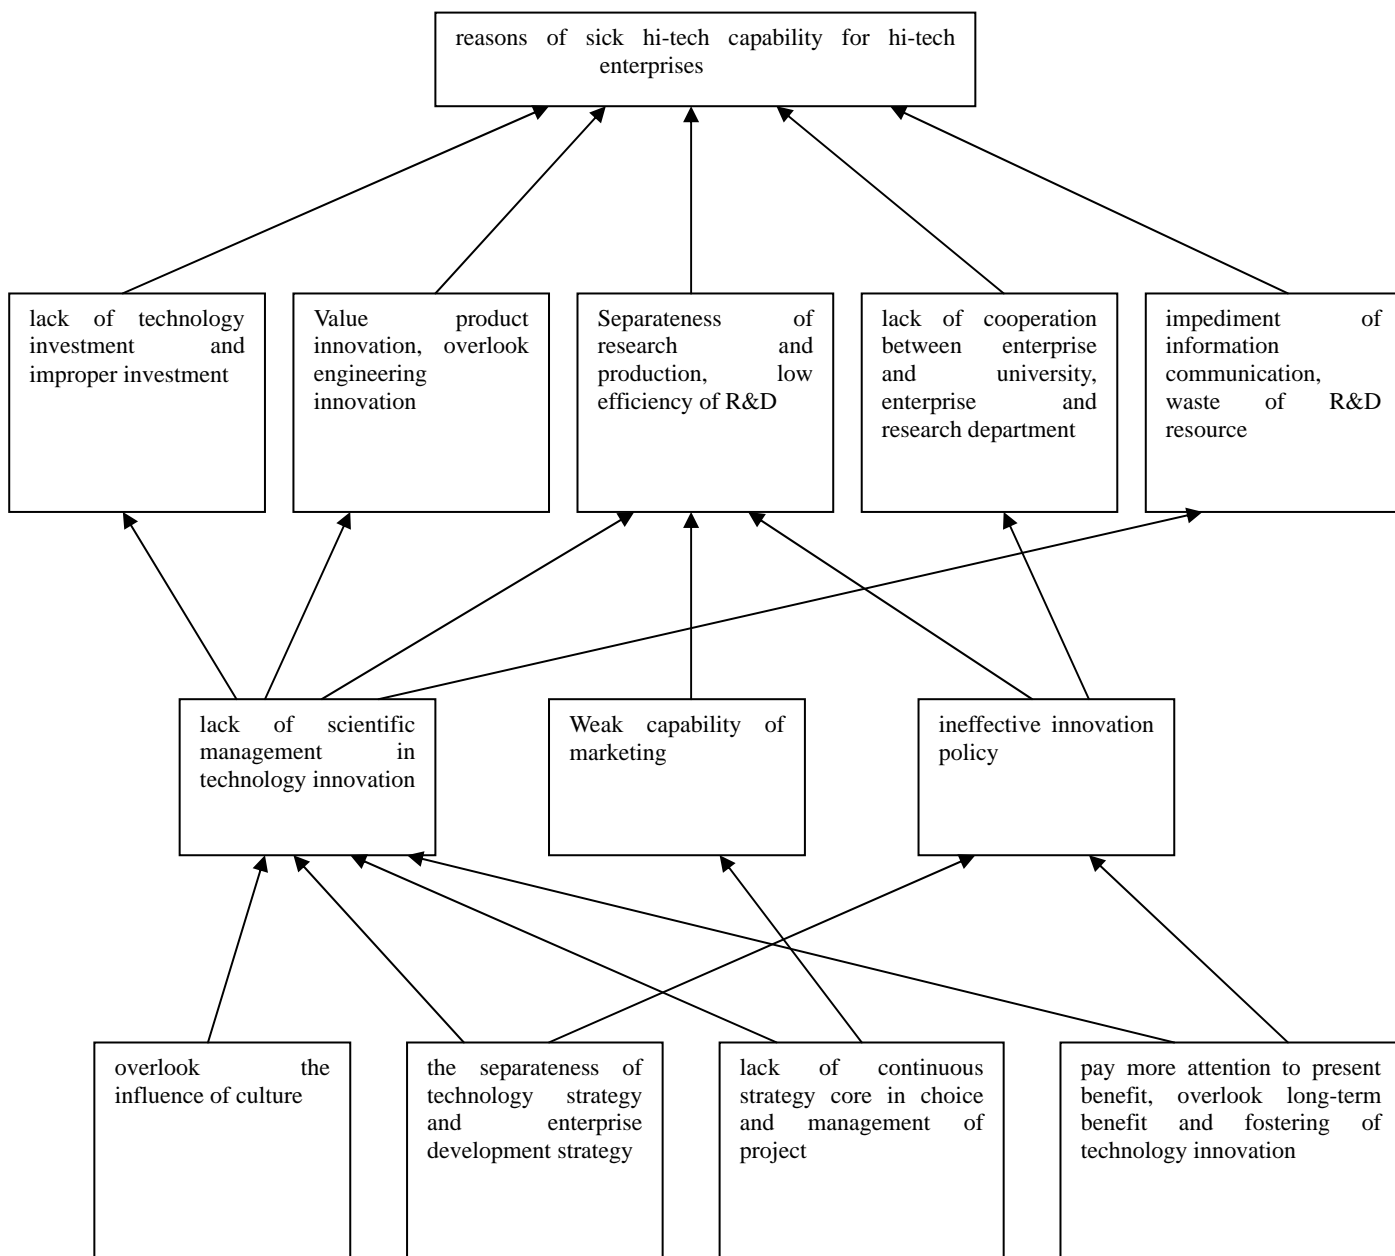 reasons of sick hi-tech capability for hi-tech
enterprises
lack of technology
investment and
improper investment
Value product
innovation, overlook
engineering
innovation
Separateness of
research and
production, low
efficiency of R&D
lack of cooperation
between enterprise
and university,
enterprise and
research department
impediment of
information
communication,
waste of R&D
resource
lack of scientific
management in
technology innovation
Weak capability of
marketing
ineffective innovation
policy
overlook the
influence of culture
the separateness of
technology strategy
and enterprise
development strategy
lack of continuous
strategy core in choice
and management of
project
pay more attention to present
benefit, overlook long-term
benefit and fostering of
technology innovation